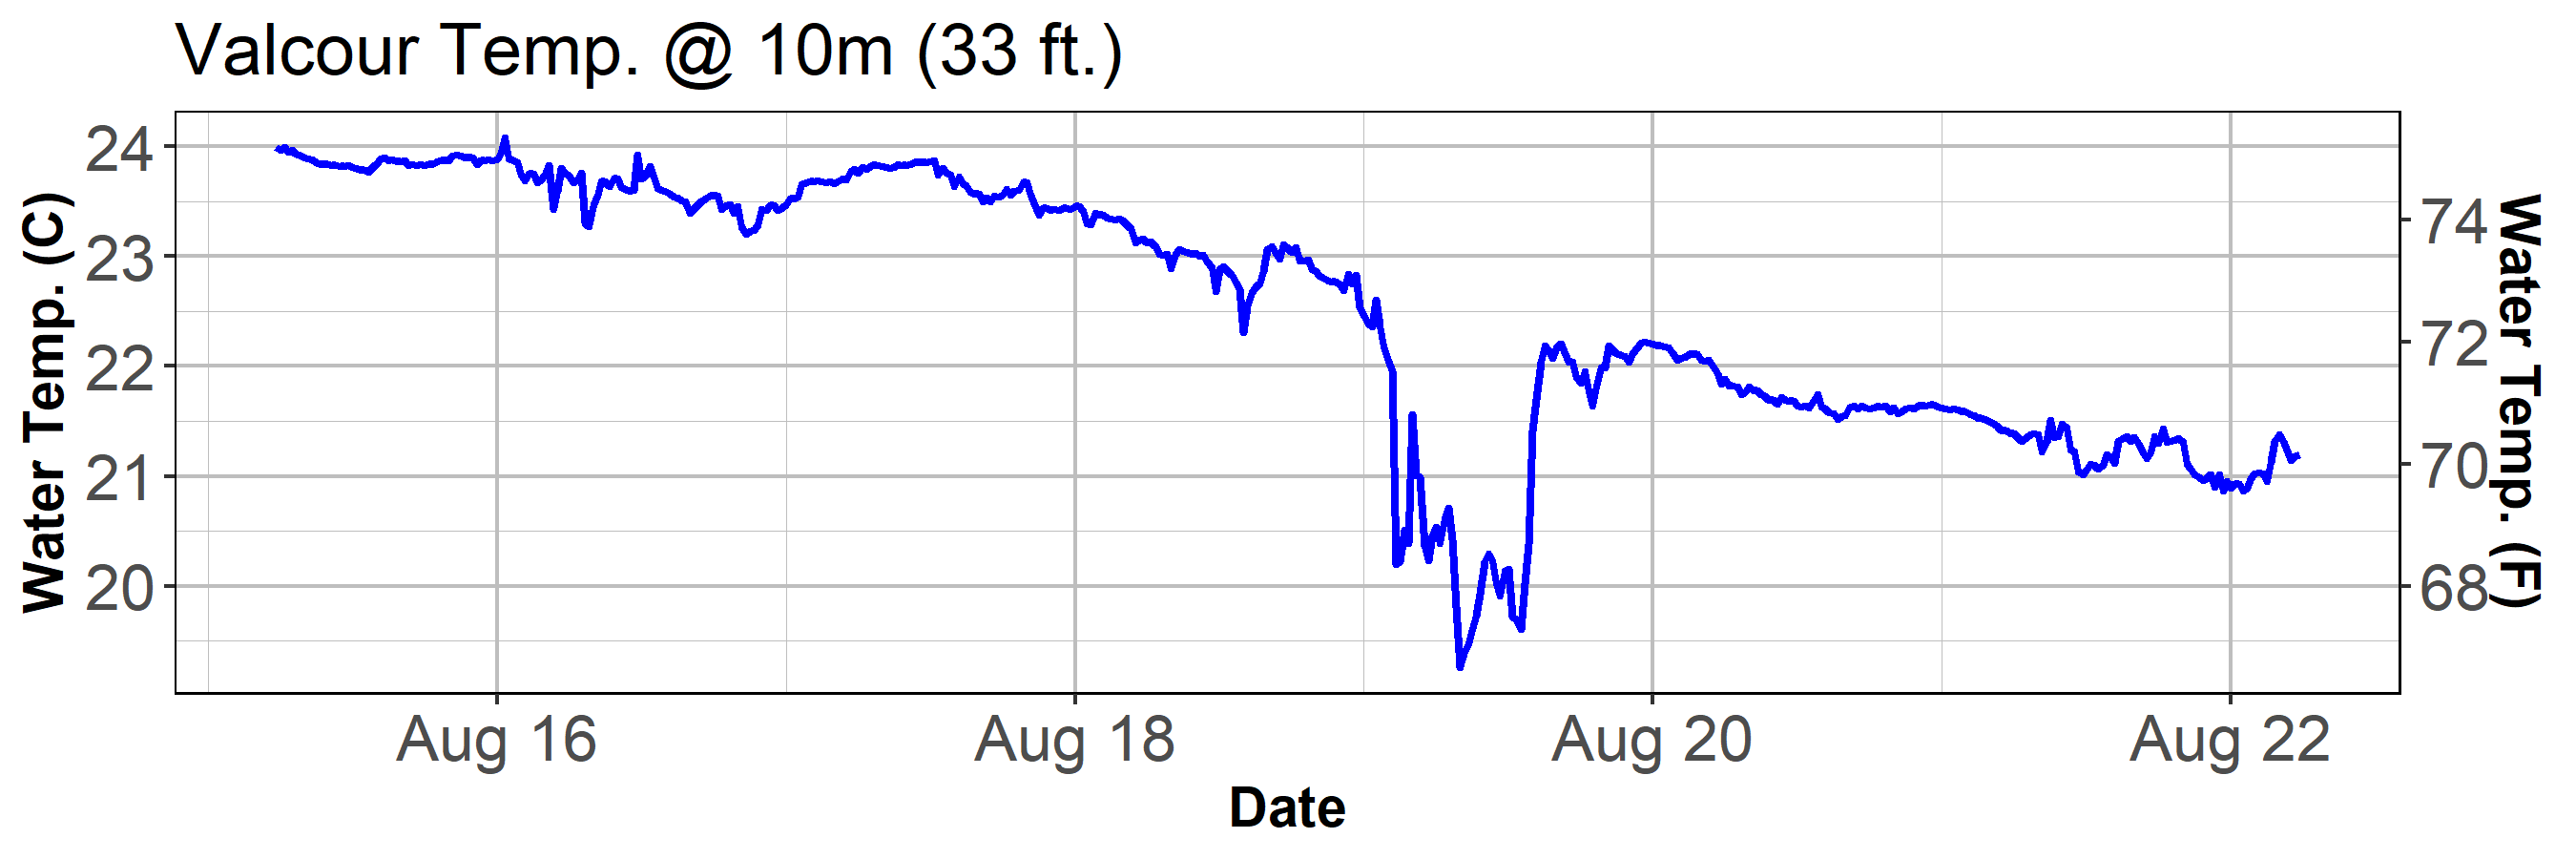 Valcour Temp. @ 10m (33 ft.)
Water Temp. (C)
24
23
22
21
20
74
72
70
68
Water Temp. (F)
Aug 16
Aug 18
Aug 20
Aug 22
Date